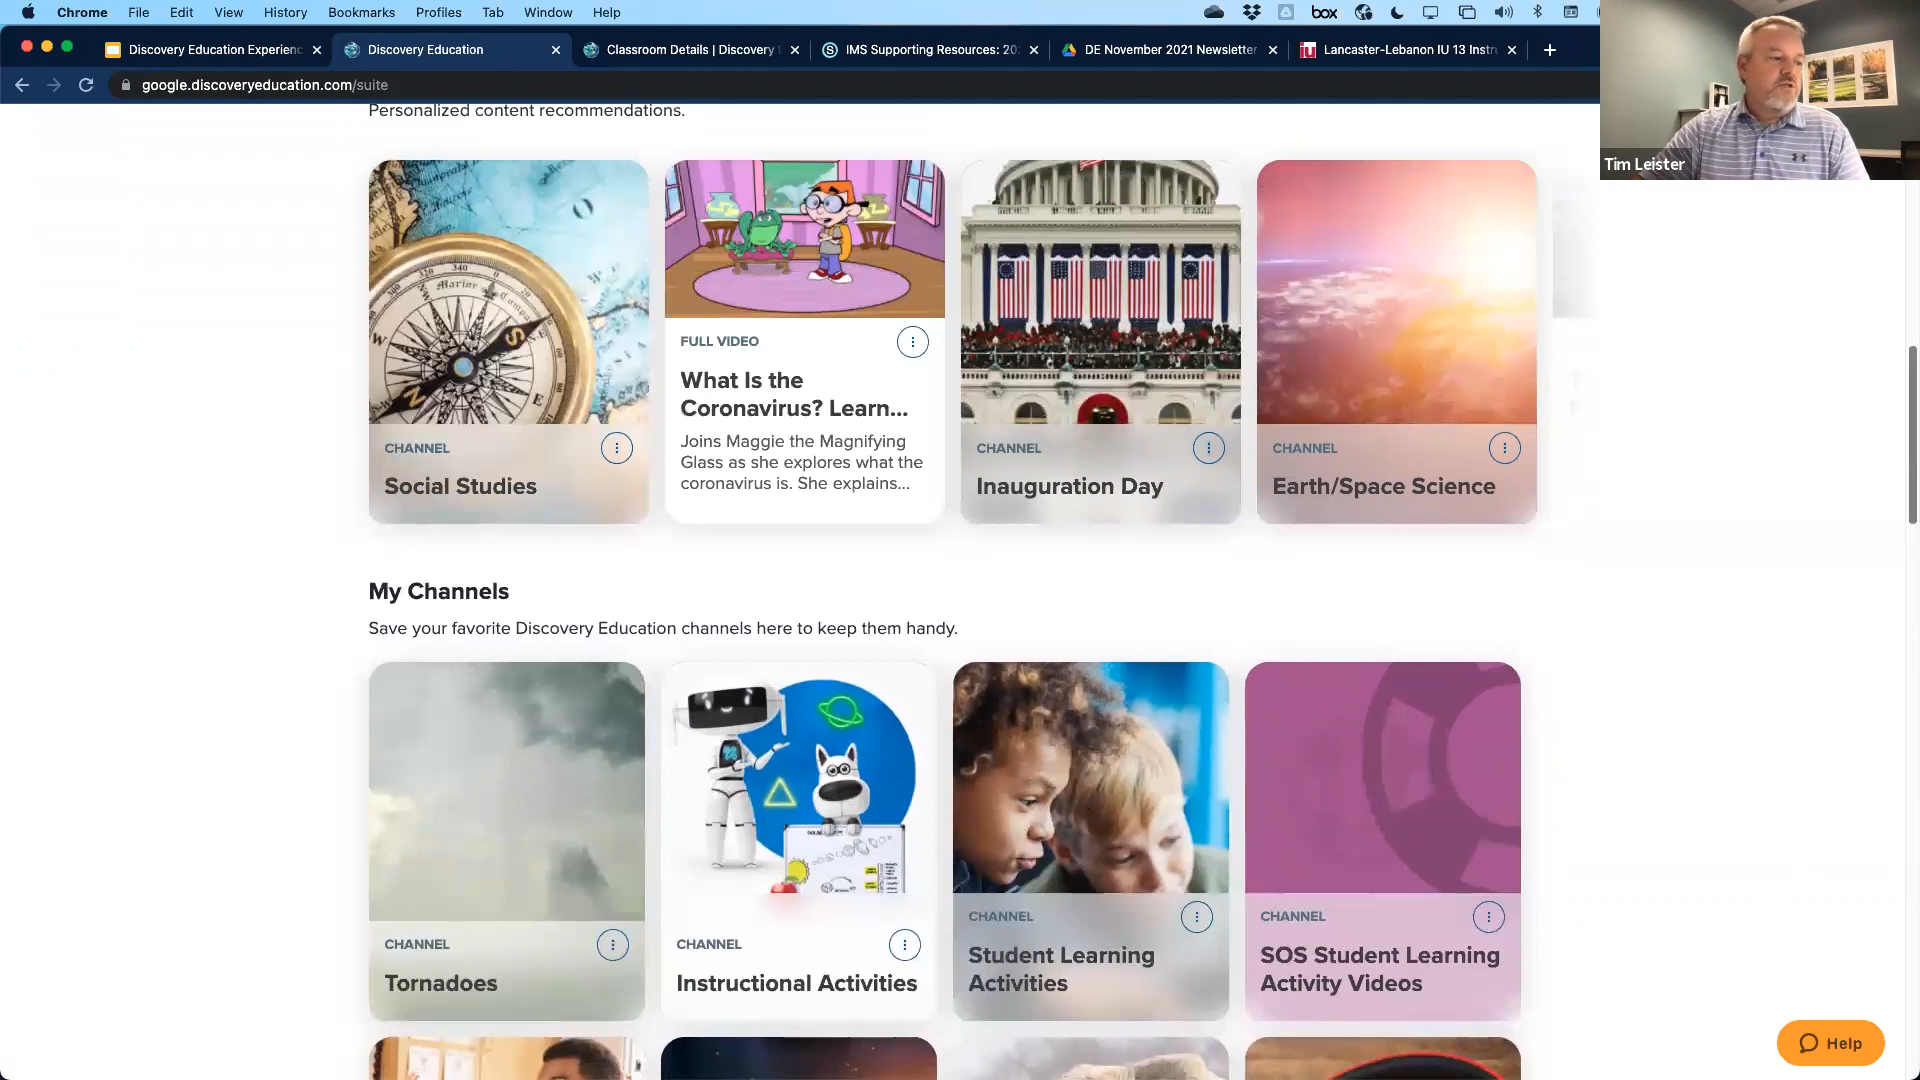 Chrome File Edit View History Bookmarks Profiles Tab Window Help
box
Discovery Education Experienc
Discovery Education
Classroom Details | Discovery
IMS Supporting Resources: 20
DE November 2021 Newsletter
Lancaster-Lebanon IU 13 Instru
google.discoveryeducation.com/suite
Tim Leister
Personalized content recommendations.
CHANNEL
Social Studies
FULL VIDEO
What Is the
Coronavirus? Learn...
Joins Maggie the Magnifying
Glass as she explores what the
coronavirus is. She explains...
CHANNEL
Inauguration Day
CHANNEL
Earth/Space Science
My Channels
Save your favorite Discovery Education channels here to keep them handy.
CHANNEL
Tornadoes
CHANNEL
Instructional Activities
CHANNEL
Student Learning
Activities
CHANNEL
SOS Student Learning
Activity Videos
Help